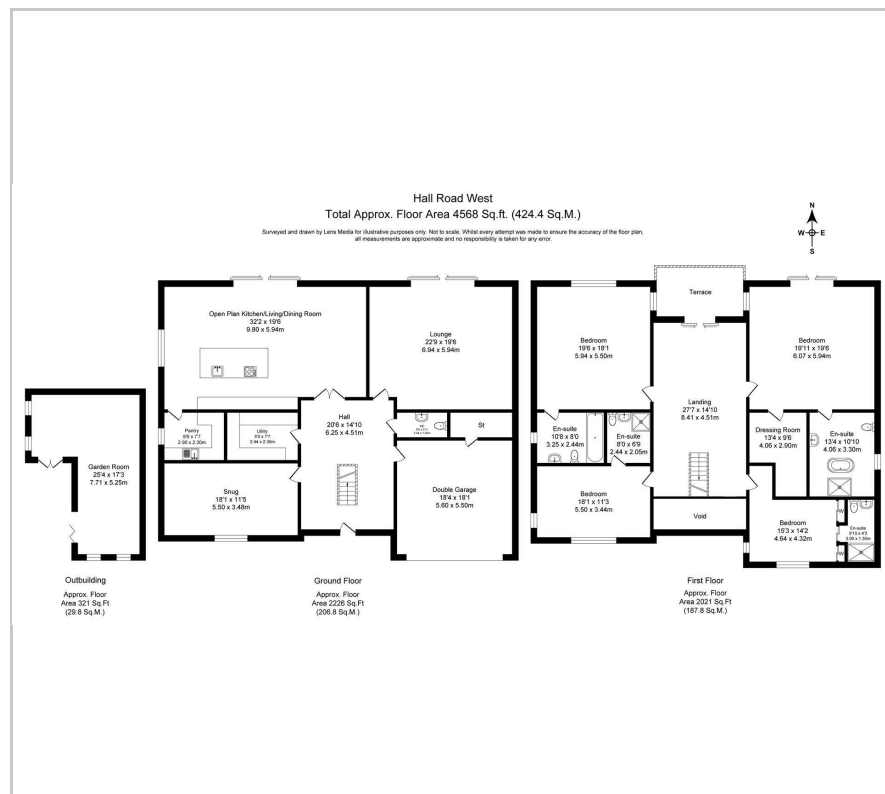 Hall Road West
Total Approx. Floor Area 4568 Sq.ft. (424.4 Sq.M.)
Surveyed and drawn by Lens Media for illustrative purposes only. Not to scale. Whilst every attempt was made to ensure the accuracy of the floor plan,
all measurements are approximate and no responsibility is taken for any error.
N
W E
S
Garden Room
25'4 x 17'3
7.71 x 5.25m
Outbuilding
Approx. Floor
Area 321 Sq.Ft
(29.8 Sq.M.)
Open Plan Kitchen/Living/Dining Room
32'2 x 19'6
9.80 x 5.94m
Lounge
22'9 x 19'6
6.94 x 5.94m
Pantry
9'6 x 7'7
2.90 x 2.30m
Utility
8'0 x 7'7
2.44 x 2.30m
Hall
20'6 x 14'10
6.25 x 4.51m
WC
St
Snug
18'1 x 11'5
5.50 x 3.48m
Double Garage
18'4 x 18'1
5.60 x 5.50m
Ground Floor
Approx. Floor
Area 2226 Sq.Ft
(206.8 Sq.M.)
Terrace
Bedroom
19'6 x 18'1
5.94 x 5.50m
Bedroom
19'11 x 19'6
6.07 x 5.94m
Landing
27'7 x 14'10
8.41 x 4.51m
En-suite
10'8 x 8'0
3.25 x 2.44m
En-suite
8'0 x 6'9
2.44 x 2.05m
Dressing Room
13'4 x 9'6
4.06 x 2.90m
En-suite
13'4 x 10'10
4.06 x 3.30m
Bedroom
18'1 x 11'3
5.50 x 3.44m
Void
Bedroom
15'3 x 14'2
4.64 x 4.32m
W
W
En-suite
9'10 x 4'3
3.00 x 1.30m
First Floor
Approx. Floor
Area 2021 Sq.Ft
(187.8 Sq.M.)